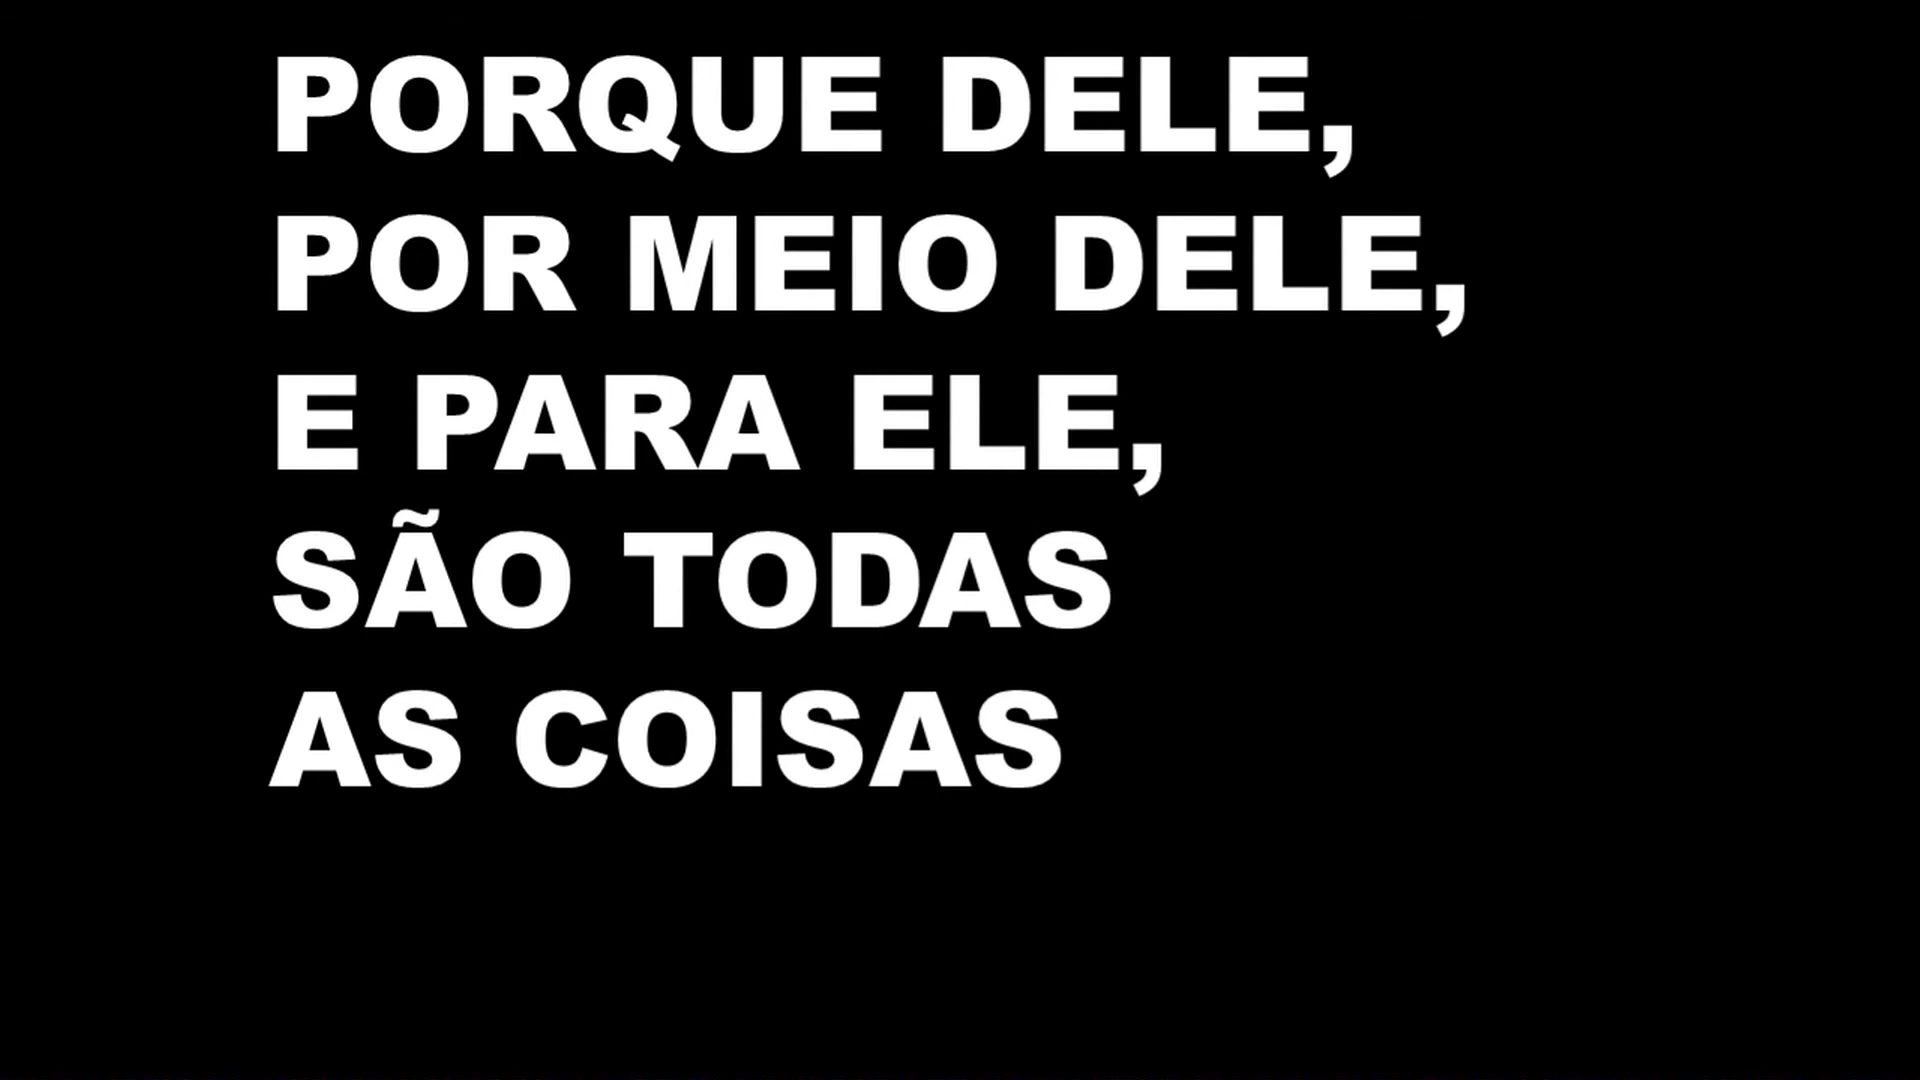 PORQUE DELE,
POR MEIO DELE,
E PARA ELE,
SÃO TODAS
AS COISAS